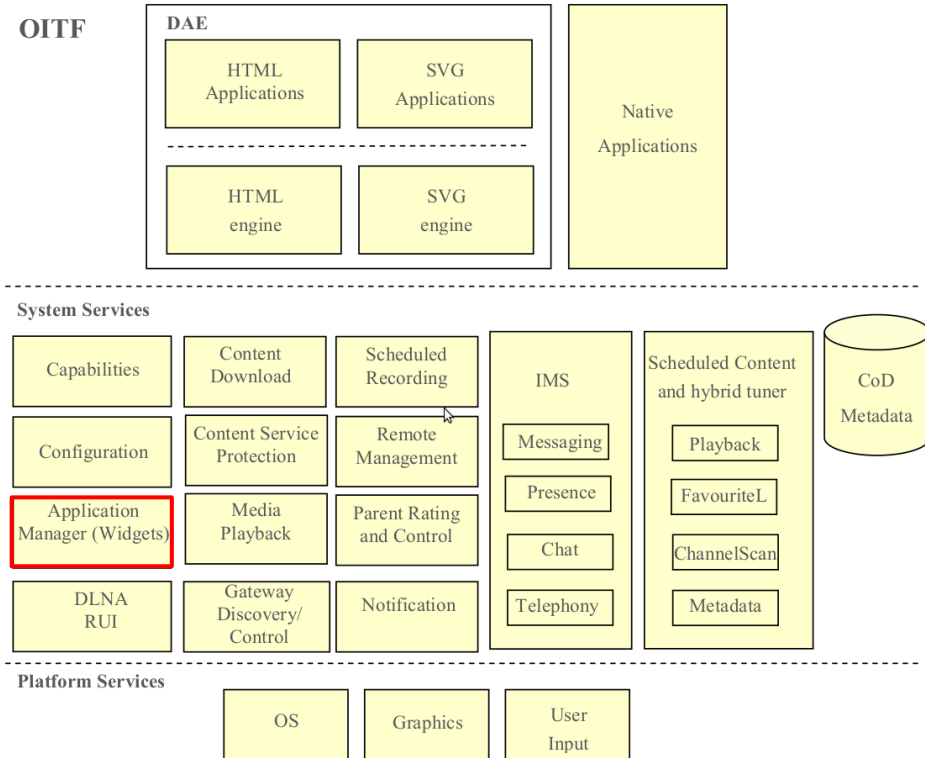 OITF
DAE
HTML
Applications
SVG
Applications
Native
Applications
HTML
engine
SVG
engine
System Services
Capabilities
Content
Download
Scheduled
Recording
IMS
Scheduled Content
and hybrid tuner
CoD
Metadata
Configuration
Content Service
Protection
Remote
Management
Messaging
Playback
Application
Manager (Widgets)
Media
Playback
Parent Rating
and Control
Presence
FavouriteL
Chat
ChannelScan
DLNA
RUI
Gateway
Discovery/
Control
Notification
Telephony
Metadata
Platform Services
OS
Graphics
User
Input